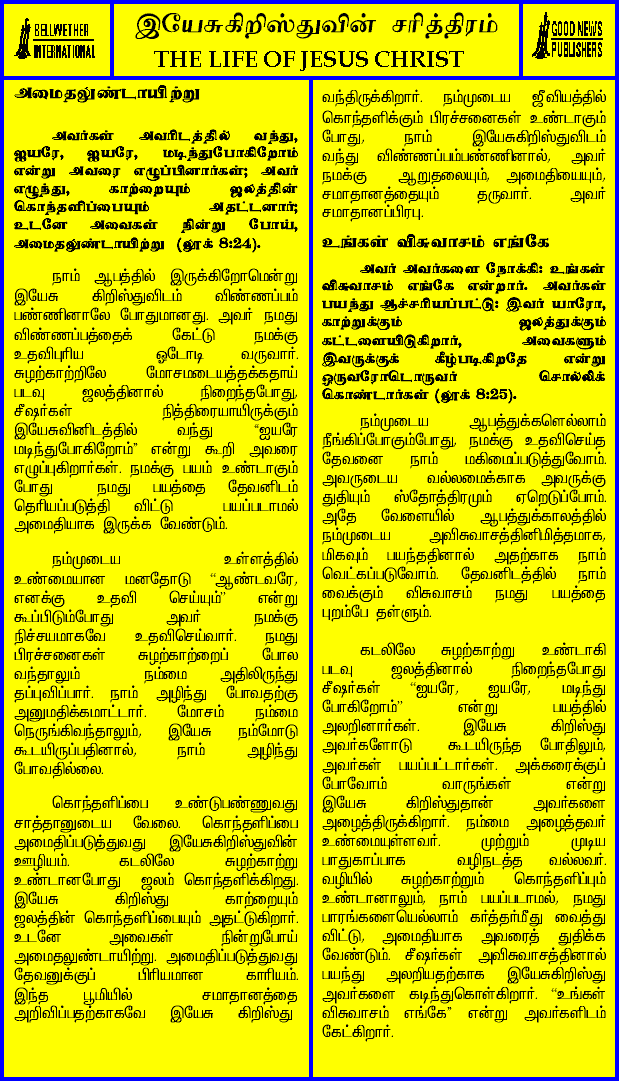 BELLWETHER
INTERNATIONAL
இயேசுகிறிஸ்துவின் சரித்திரம்
THE LIFE OF JESUS CHRIST
GOOD NEWS
PUBLISHERS
அமைதலுண்டாயிற்று
அவர்கள் அவரிடத்தில் வந்து,
ஐயரே, ஐயரே, மடிந்துபோகிறோம்
என்று அவரை எழுப்பினார்கள்; அவர்
எழுந்து, காற்றையும் ஜலத்தின்
கொந்தளிப்பையும் அதட்டினார்;
உடனே அவைகள் நின்று போய்,
அமைதலுண்டாயிற்று (லூக் 8:24).
நாம் ஆபத்தில் இருக்கிறோமென்று
இயேசு கிறிஸ்துவிடம் விண்ணப்பம்
பண்ணினாலே போதுமானது. அவர் நமது
விண்ணப்பத்தைக் கேட்டு நமக்கு
உதவிபுரிய ஓடோடி வருவார்.
சுழற்காற்றிலே மோசமடையத்தக்கதாய்
படவு ஜலத்தினால் நிறைந்தபோது,
சீஷர்கள் நித்திரையாயிருக்கும்
இயேசுவினிடத்தில் வந்து “ஐயரே
மடிந்துபோகிறோம்” என்று கூறி அவரை
எழுப்புகிறார்கள். நமக்கு பயம் உண்டாகும்
போது நமது பயத்தை தேவனிடம்
தெரியப்படுத்தி விட்டு பயப்படாமல்
அமைதியாக இருக்க வேண்டும்.
நம்முடைய உள்ளத்தில்
உண்மையான மனதோடு “ஆண்டவரே,
எனக்கு உதவி செய்யும்” என்று
கூப்பிடும்போது அவர் நமக்கு
நிச்சயமாகவே உதவிசெய்வார். நமது
பிரச்சனைகள் சுழற்காற்றைப் போல
வந்தாலும் நம்மை அதிலிருந்து
தப்புவிப்பார். நாம் அழிந்து போவதற்கு
அனுமதிக்கமாட்டார். மோசம் நம்மை
நெருங்கிவந்தாலும், இயேசு நம்மோடு
கூடயிருப்பதினால், நாம் அழிந்து
போவதில்லை.
கொந்தளிப்பை உண்டுபண்ணுவது
சாத்தானுடைய வேலை. கொந்தளிப்பை
அமைதிப்படுத்துவது இயேசுகிறிஸ்துவின்
ஊழியம். கடலிலே சுழற்காற்று
உண்டானபோது ஜலம் கொந்தளிக்கிறது.
இயேசு கிறிஸ்து காற்றையும்
ஜலத்தின் கொந்தளிப்பையும் அதட்டுகிறார்.
உடனே அவைகள் நின்றுபோய்
அமைதலுண்டாயிற்று. அமைதிப்படுத்துவது
தேவனுக்குப் பிரியமான காரியம்.
இந்த பூமியில் சமாதானத்தை
அறிவிப்பதற்காகவே இயேசு கிறிஸ்து
வந்திருக்கிறார். நம்முடைய ஜீவியத்தில்
கொந்தளிக்கும் பிரச்சனைகள் உண்டாகும்
போது, நாம் இயேசுகிறிஸ்துவிடம்
வந்து விண்ணப்பம்பண்ணினால், அவர்
நமக்கு ஆறுதலையும், அமைதியையும்,
சமாதானத்தையும் தருவார். அவர்
சமாதானப்பிரபு.
உங்கள் விசுவாசம் எங்கே
அவர் அவர்களை நோக்கி: உங்கள்
விசுவாசம் எங்கே என்றார். அவர்கள்
பயந்து ஆச்சரியப்பட்டு: இவர் யாரோ,
காற்றுக்கும் ஜலத்துக்கும்
கட்டளையிடுகிறார், அவைகளும்
இவருக்குக் கீழ்படிகிறதே என்று
ஒருவரோடொருவர் சொல்லிக்
கொண்டார்கள் (லூக் 8:25).
நம்முடைய ஆபத்துக்களெல்லாம்
நீங்கிப்போகும்போது, நமக்கு உதவிசெய்த
தேவனை நாம் மகிமைப்படுத்துவோம்.
அவருடைய வல்லமைக்காக அவருக்கு
துதியும் ஸ்தோத்திரமும் ஏறெடுப்போம்.
அதே வேளையில் ஆபத்துக்காலத்தில்
நம்முடைய அவிசுவாசத்தினிமித்தமாக,
மிகவும் பயந்ததினால் அதற்காக நாம்
வெட்கப்படுவோம். தேவனிடத்தில் நாம்
வைக்கும் விசுவாசம் நமது பயத்தை
புறம்பே தள்ளும்.
கடலிலே சுழற்காற்று உண்டாகி
படவு ஜலத்தினால் நிறைந்தபோது
சீஷர்கள் “ஐயரே, ஐயரே, மடிந்து
போகிறோம்” என்று பயத்தில்
அலறினார்கள். இயேசு கிறிஸ்து
அவர்களோடு கூடயிருந்த போதிலும்,
அவர்கள் பயப்பட்டார்கள். அக்கரைக்குப்
போவோம் வாருங்கள் என்று
இயேசு கிறிஸ்துதான் அவர்களை
அழைத்திருக்கிறார். நம்மை அழைத்தவர்
உண்மையுள்ளவர். முற்றும் முடிய
பாதுகாப்பாக வழிநடத்த வல்லவர்.
வழியில் சுழற்காற்றும் கொந்தளிப்பும்
உண்டானாலும், நாம் பயப்படாமல், நமது
பாரங்களையெல்லாம் கர்த்தர்மீது வைத்து
விட்டு, அமைதியாக அவரைத் துதிக்க
வேண்டும். சீஷர்கள் அவிசுவாசத்தினால்
பயந்து அலறியதற்காக இயேசுகிறிஸ்து
அவர்களை கடிந்துகொள்கிறார். “உங்கள்
விசுவாசம் எங்கே” என்று அவர்களிடம்
கேட்கிறார்.